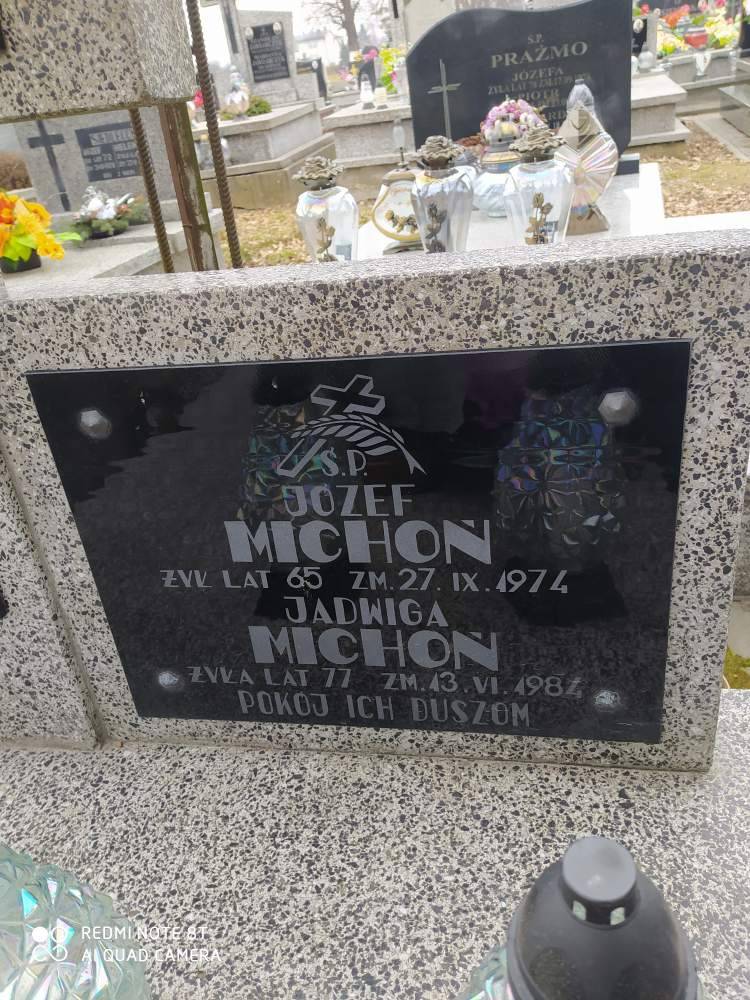 Ś.P.
PRAŻMO
JÓZEFA
PIOTR
Ś.P.
JÓZEF
MICHOŃ
ŻYŁ LAT 65 ZM. 27. IX. 1974
JADWIGA
MICHOŃ
ŻYŁA LAT 77 ZM. 13. VI. 1984
POKÓJ ICH DUSZOM
REDMI NOTE 8T
AI QUAD CAMERA